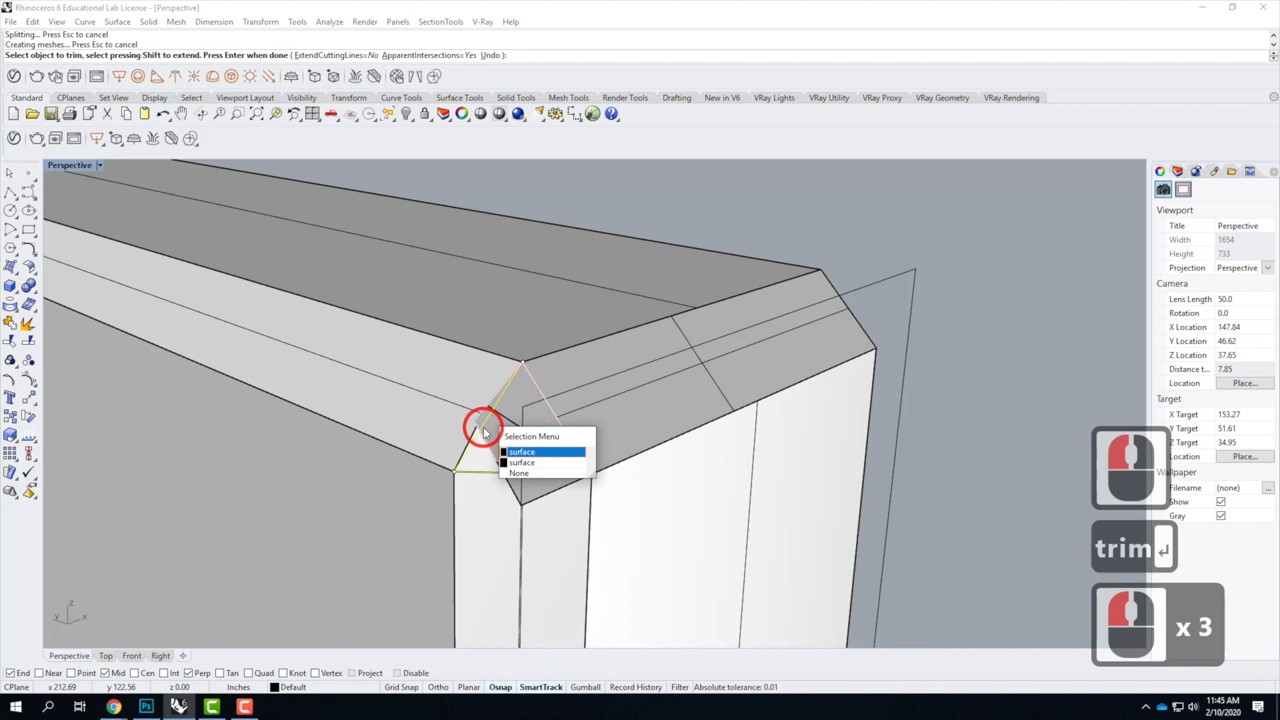 Rhinoceros 6 Educational Lab License - [Perspective]
File Edit View Curve Surface Solid Mesh Dimension Transform Tools Analyze Render Panels SectionTools V-Ray Help
Splitting... Press Esc to cancel
Creating meshes... Press Esc to cancel
Select object to trim, select pressing Shift to extend. Press Enter when done ( ExtendCuttingLines=No ApparentIntersections=Yes Undo ):
Standard CPlanes Set View Display Select Viewport Layout Visibility Transform Curve Tools Surface Tools Solid Tools Mesh Tools Render Tools Drafting New in V6 VRay Lights VRay Utility VRay Proxy VRay Geometry VRay Rendering
Perspective
Viewport
Title Perspective
Width 1654
Height 733
Projection Perspective
Camera
Lens Length 50.0
Rotation 0.0
X Location 147.84
Y Location 46.62
Z Location 37.65
Distance t... 7.85
Location Place...
Target
X Target 153.27
Y Target 51.61
Z Target 34.95
Location Place...
Wallpaper
Filename (none) ...
Show
Gray
Selection Menu
surface
surface
None
trim
x 3
z
y x
Perspective Top Front Right
End Near Point Mid Cen Int Perp Tan Quad Knot Vertex Project Disable
CPlane x 212.69 y 122.56 z 0.00 Inches Default Grid Snap Ortho Planar Osnap SmartTrack Gumball Record History Filter Absolute tolerance: 0.01
Ps
C C
11:45 AM
2/10/2020